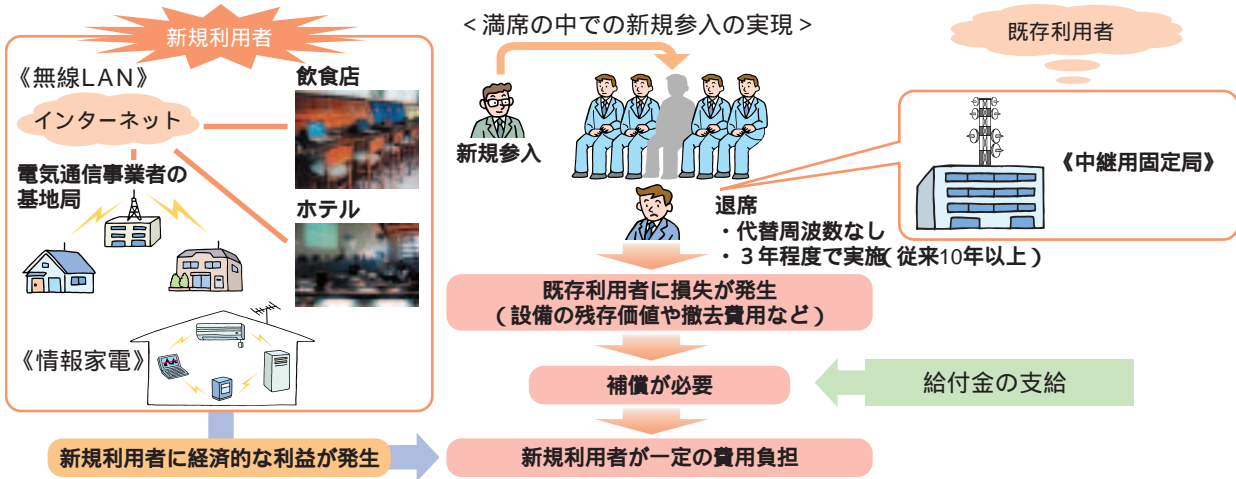 新規利用者
《無線LAN》
インターネット
飲食店
電気通信事業者の
基地局
ホテル
《情報家電》
新規利用者に経済的な利益が発生
<満席の中での新規参入の実現>
新規参入
退席
・代替周波数なし
・３年程度で実施(従来10年以上)
既存利用者
《中継用固定局》
既存利用者に損失が発生
(設備の残存価値や撤去費用など)
補償が必要
給付金の支給
新規利用者が一定の費用負担